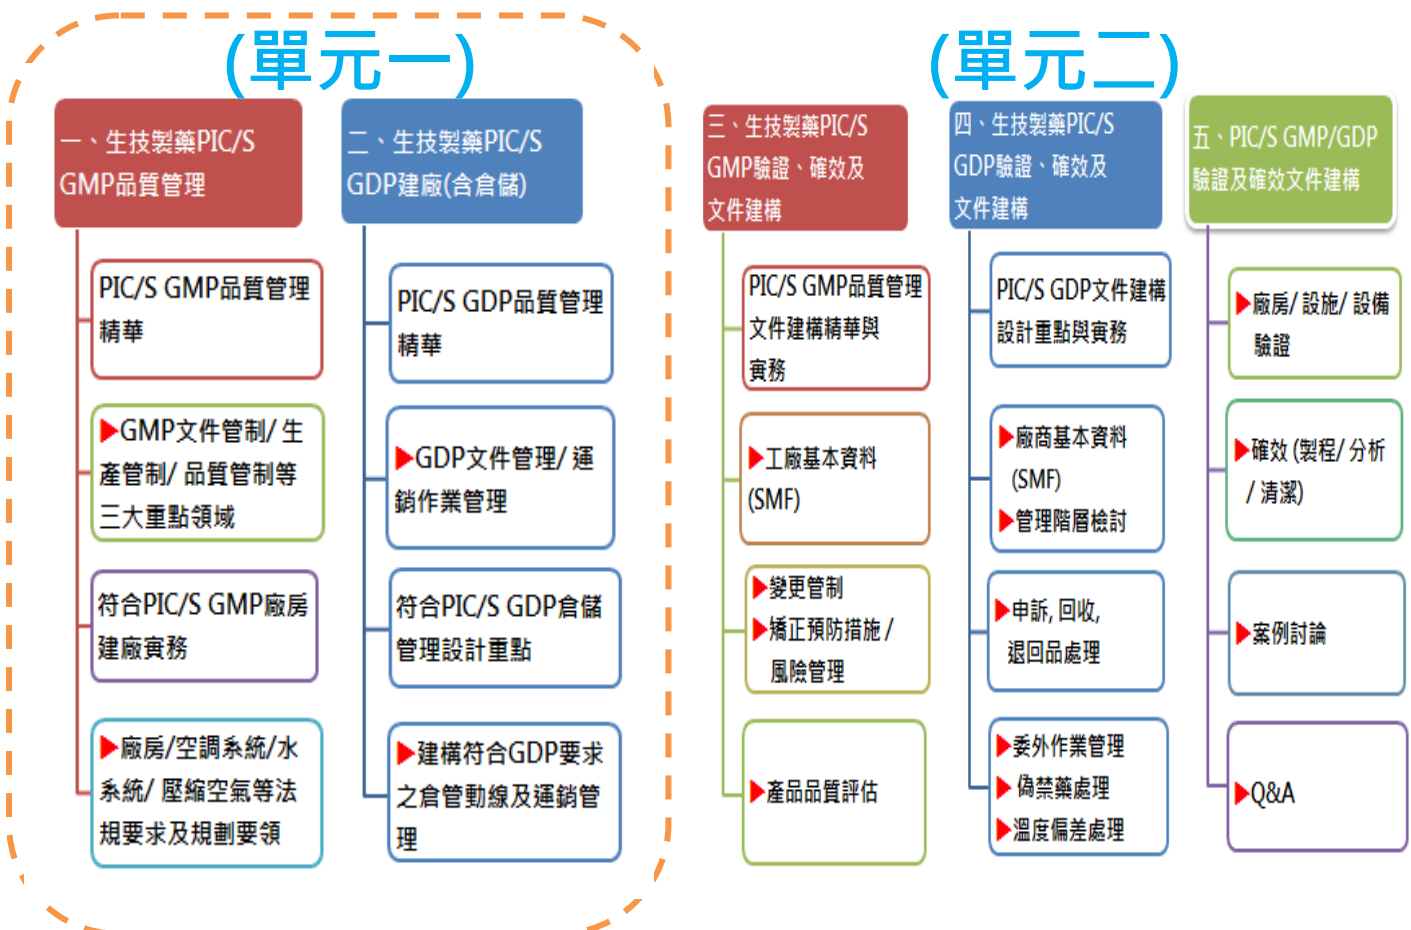 (單元一)
一、生技製藥PIC/S
GMP品質管理
PIC/S GMP品質管理
精華
▶GMP文件管制/ 生
產管制/ 品質管制等
三大重點領域
符合PIC/S GMP廠房
建廠實務
▶廠房/空調系統/水
系統/ 壓縮空氣等法
規要求及規劃要領
二、生技製藥PIC/S
GDP建廠(含倉儲)
PIC/S GDP品質管理
精華
▶GDP文件管理/ 運
銷作業管理
符合PIC/S GDP倉儲
管理設計重點
▶建構符合GDP要求
之倉管動線及運銷管
理
(單元二)
三、生技製藥PIC/S
GMP驗證、確效及
文件建構
PIC/S GMP品質管理
文件建構精華與
實務
▶工廠基本資料
(SMF)
▶變更管制
▶矯正預防措施 /
風險管理
▶產品品質評估
四、生技製藥PIC/S
GDP驗證、確效及
文件建構
PIC/S GDP文件建構
設計重點與實務
▶廠商基本資料
(SMF)
▶管理階層檢討
▶申訴, 回收,
退回品處理
▶委外作業管理
▶偽禁藥處理
▶溫度偏差處理
五、PIC/S GMP/GDP
驗證及確效文件建構
▶廠房/ 設施/ 設備
驗證
▶確效 (製程/ 分析
/ 清潔)
▶案例討論
▶Q&A